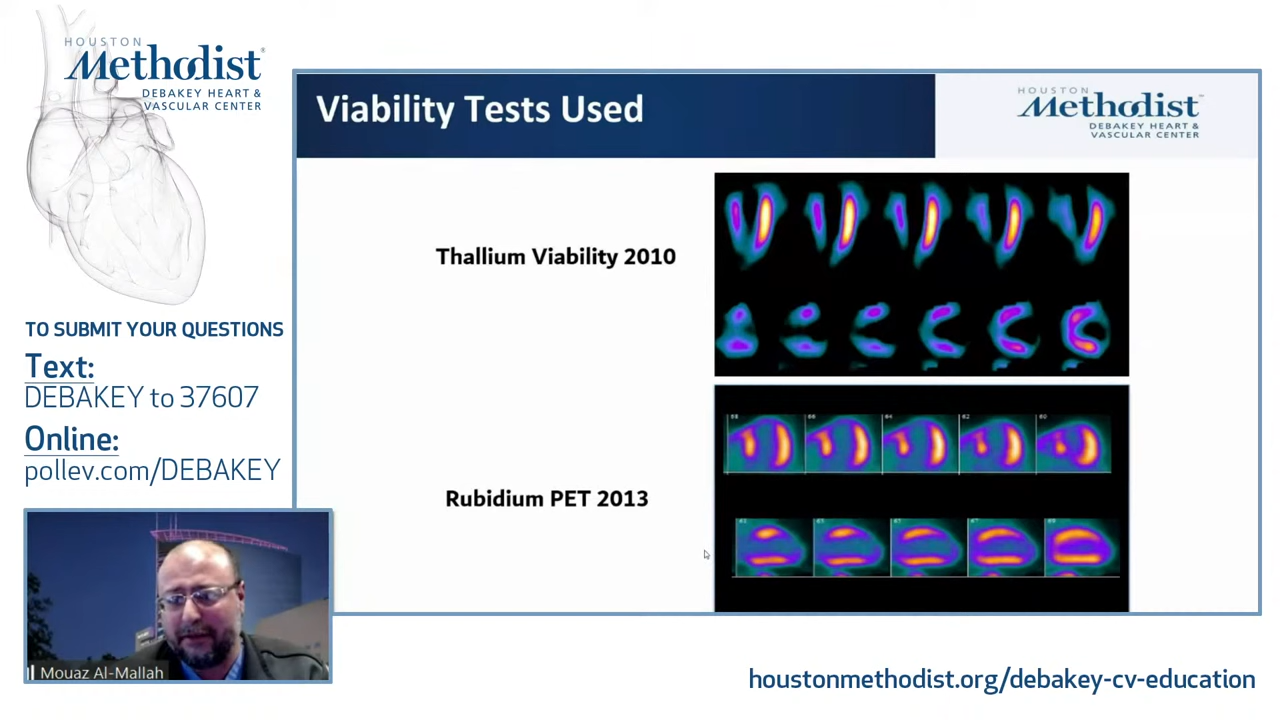 HOUSTON
Methodist®
DEBAKEY HEART &
VASCULAR CENTER
TO SUBMIT YOUR QUESTIONS
Text:
DEBAKEY to 37607
Online:
pollev.com/DEBAKEY
Mouaz Al-Mallah
Viability Tests Used
HOUSTON
Methodist
DEBAKEY HEART &
VASCULAR CENTER
Thallium Viability 2010
Rubidium PET 2013
houstonmethodist.org/debakey-cv-education